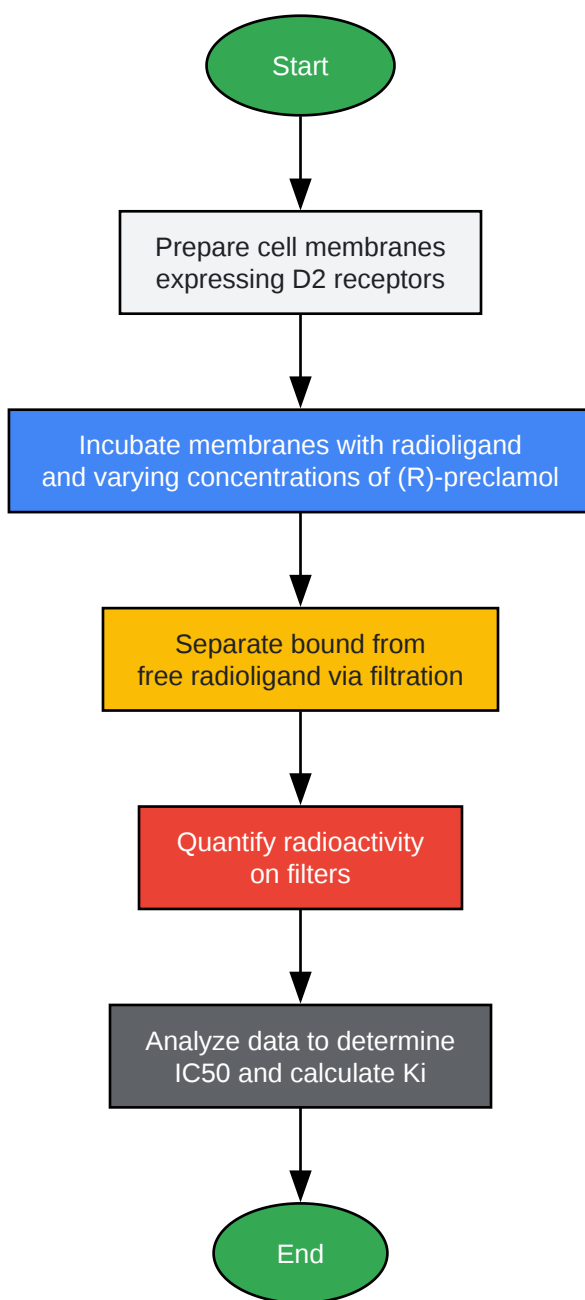 Start
Prepare cell membranes
expressing D2 receptors
Incubate membranes with radioligand
and varying concentrations of (R)-preclamol
Separate bound from
free radioligand via filtration
Quantify radioactivity
on filters
Analyze data to determine
IC50 and calculate Ki
End